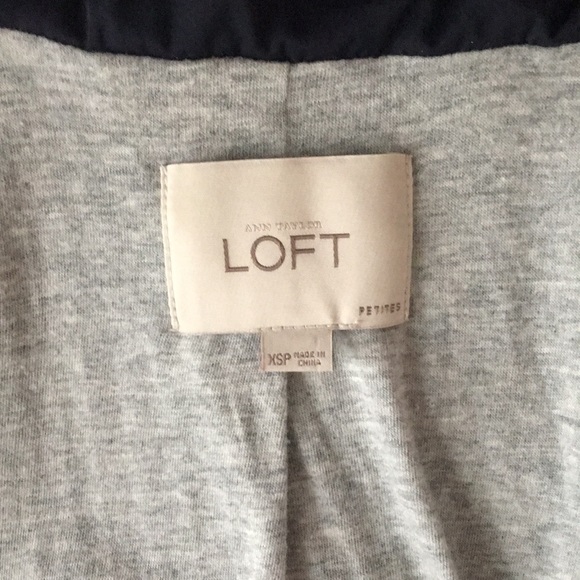 ANN TAYLOR
LOFT
PETITES
XSP MADE IN
CHINA